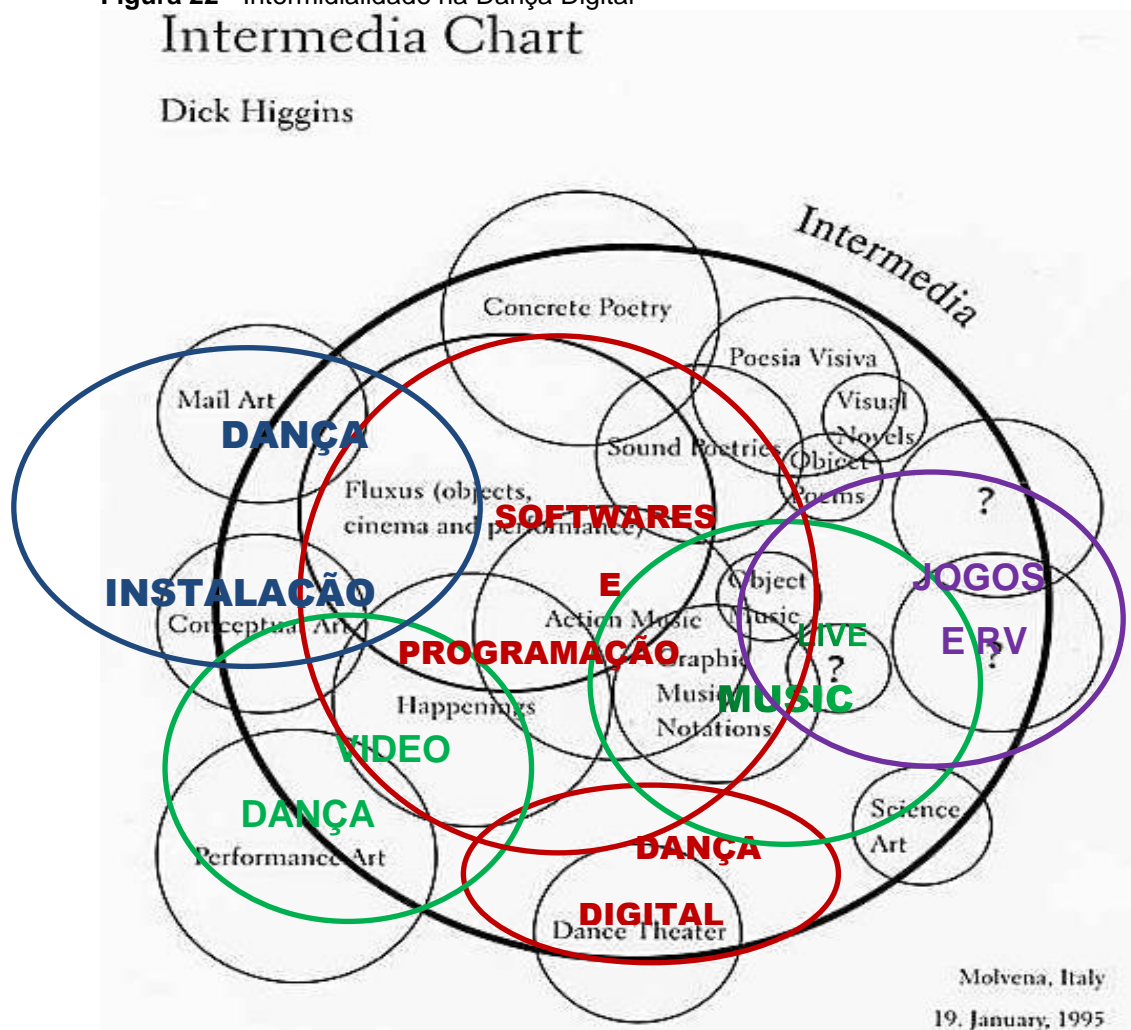 Figura 22 - Intermidialidade na Dança Digital
Intermedia Chart
Dick Higgins
Intermedia
Concrete Poetry
Poesia Visiva
Mail Art
Visual
Novels
DANÇA
Sound Poetries
Object
Poems
Fluxus (objects,
cinema and performance)
?
SOFTWARES
E
Object
Music
JOGOS
E RV
?
INSTALAÇÃO
Conceptual Art
Action Music
LIVE
?
PROGRAMAÇÃO
Graphic
Music
Notations
MUSIC
Happenings
VIDEO
DANÇA
Performance Art
Science
Art
DANÇA
DIGITAL
Dance Theater
Molvena, Italy
19. January, 1995